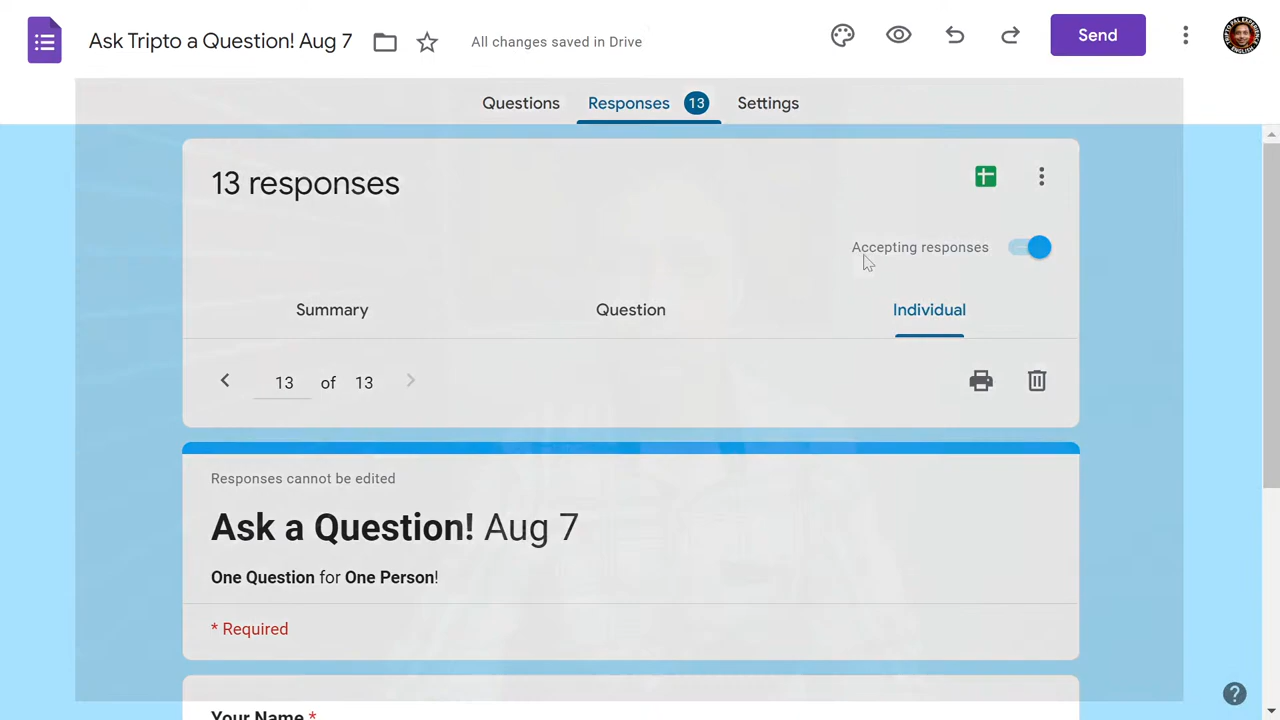 Ask Tripto a Question! Aug 7
All changes saved in Drive
Send
Questions
Responses 13
Settings
13 responses
Accepting responses
Summary
Question
Individual
13 of 13
Responses cannot be edited
Ask a Question! Aug 7
One Question for One Person!
* Required
Your Name *